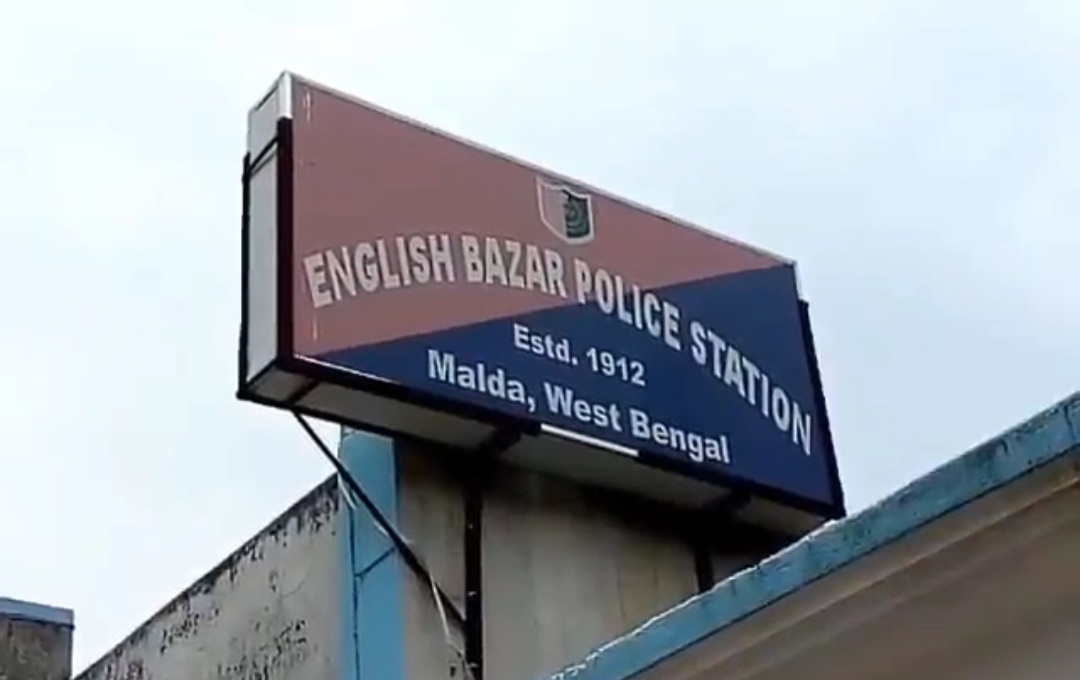 ENGLISH BAZAR POLICE STATION
Estd. 1912
Malda, West Bengal